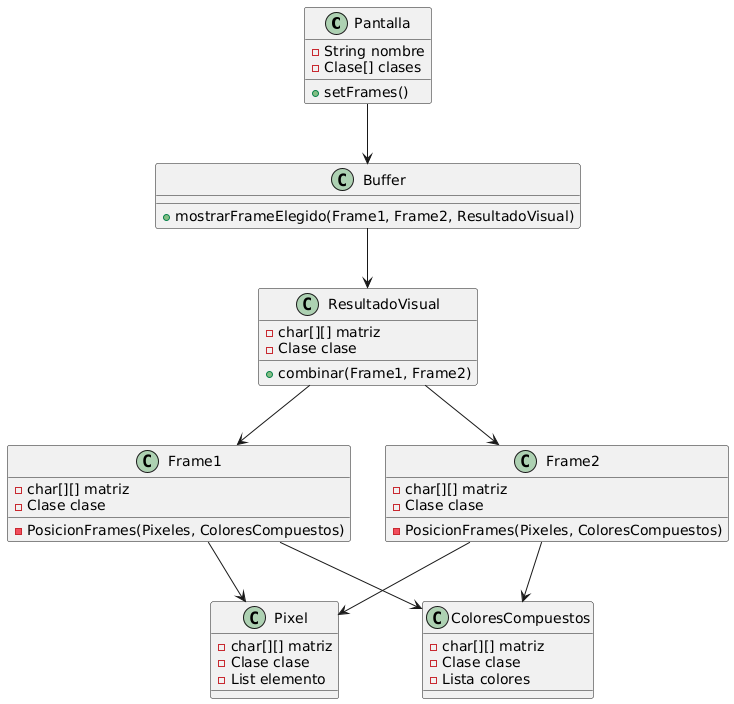 C Pantalla
String nombre
Clase[] clases
setFrames()
C Buffer
mostrarFrameElegido(Frame1, Frame2, ResultadoVisual)
C ResultadoVisual
char[][] matriz
Clase clase
combinar(Frame1, Frame2)
C Frame1
char[][] matriz
Clase clase
PosicionFrames(Pixeles, ColoresCompuestos)
C Frame2
char[][] matriz
Clase clase
PosicionFrames(Pixeles, ColoresCompuestos)
C Pixel
char[][] matriz
Clase clase
List elemento
C ColoresCompuestos
char[][] matriz
Clase clase
Lista colores